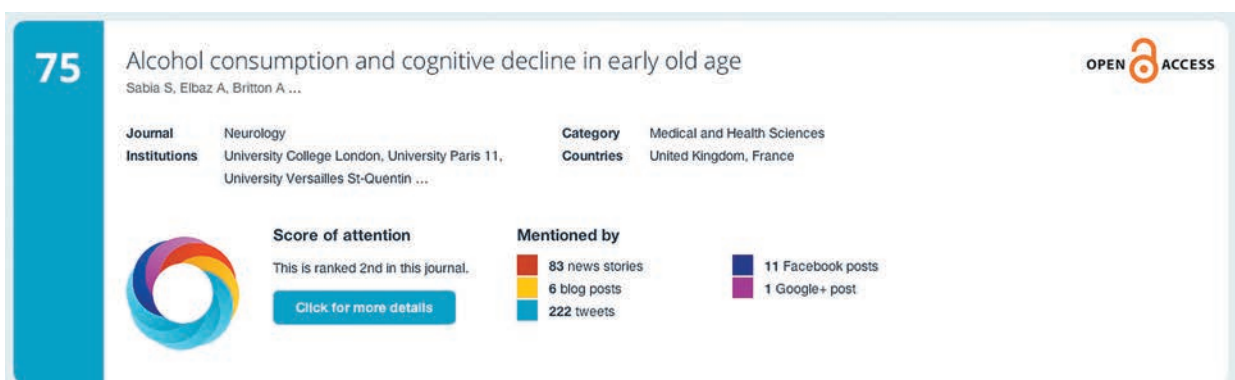 75
Alcohol consumption and cognitive decline in early old age
Sabia S, Elbaz A, Britton A ...
OPEN ACCESS
Journal Neurology
Institutions University College London, University Paris 11,
University Versailles St-Quentin ...
Category Medical and Health Sciences
Countries United Kingdom, France
Score of attention
This is ranked 2nd in this journal.
Click for more details
Mentioned by
83 news stories
6 blog posts
222 tweets
11 Facebook posts
1 Google+ post